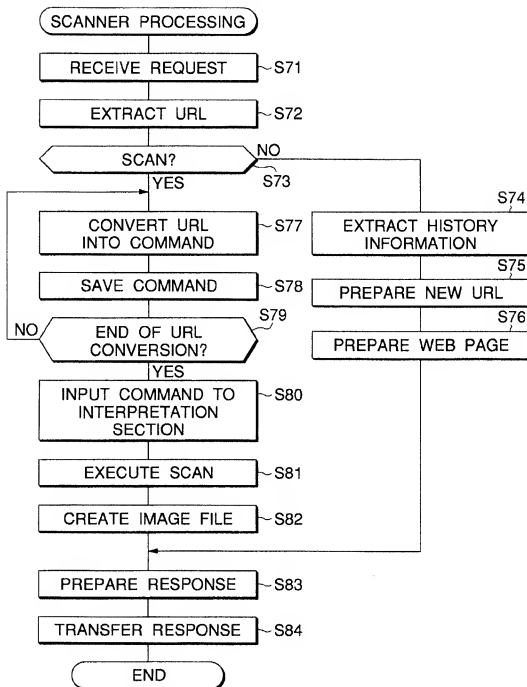 SCANNER PROCESSING
RECEIVE REQUEST
S71
EXTRACT URL
S72
SCAN?
NO
S73
YES
CONVERT URL
INTO COMMAND
S77
SAVE COMMAND
S78
END OF URL
CONVERSION?
S79
NO
YES
INPUT COMMAND TO
INTERPRETATION
SECTION
S80
EXECUTE SCAN
S81
CREATE IMAGE FILE
S82
S74
EXTRACT HISTORY
INFORMATION
S75
PREPARE NEW URL
S76
PREPARE WEB PAGE
PREPARE RESPONSE
S83
TRANSFER RESPONSE
S84
END